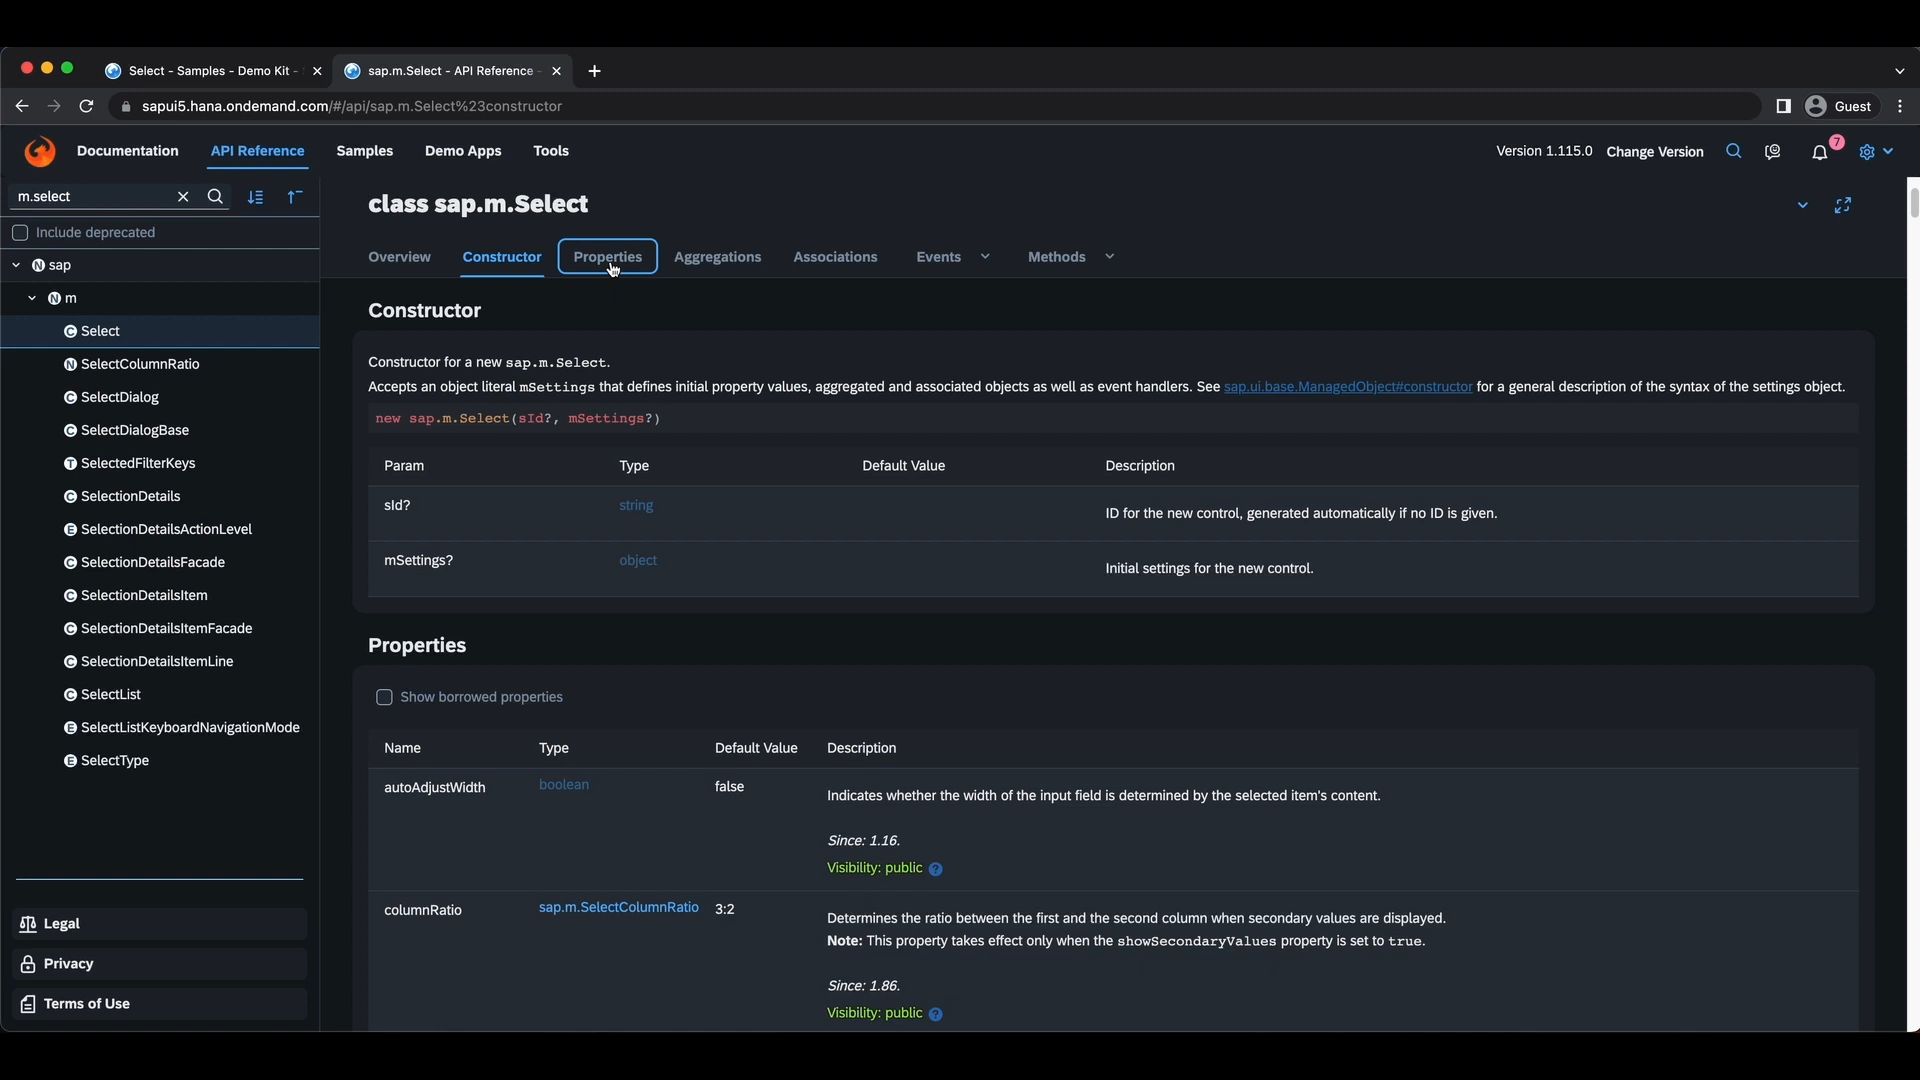 Select - Samples - Demo Kit -
sap.m.Select - API Reference -
sapui5.hana.ondemand.com/#/api/sap.m.Select%23constructor
Guest
Documentation
API Reference
Samples
Demo Apps
Tools
Version 1.115.0
Change Version
7
m.select
Include deprecated
N sap
N m
C Select
N SelectColumnRatio
C SelectDialog
C SelectDialogBase
T SelectedFilterKeys
C SelectionDetails
E SelectionDetailsActionLevel
C SelectionDetailsFacade
C SelectionDetailsItem
C SelectionDetailsItemFacade
C SelectionDetailsItemLine
C SelectList
E SelectListKeyboardNavigationMode
E SelectType
Legal
Privacy
Terms of Use
class sap.m.Select
Overview
Constructor
Properties
Aggregations
Associations
Events
Methods
Constructor
Constructor for a new sap.m.Select.
Accepts an object literal mSettings that defines initial property values, aggregated and associated objects as well as event handlers. See sap.ui.base.ManagedObject#constructor for a general description of the syntax of the settings object.
new sap.m.Select(sId?, mSettings?)
Param Type Default Value Description
sId? string ID for the new control, generated automatically if no ID is given.
mSettings? object Initial settings for the new control.
Properties
Show borrowed properties
Name Type Default Value Description
autoAdjustWidth boolean false Indicates whether the width of the input field is determined by the selected item's content.
Since: 1.16.
Visibility: public ?
columnRatio sap.m.SelectColumnRatio 3:2 Determines the ratio between the first and the second column when secondary values are displayed.
Note: This property takes effect only when the showSecondaryValues property is set to true.
Since: 1.86.
Visibility: public ?